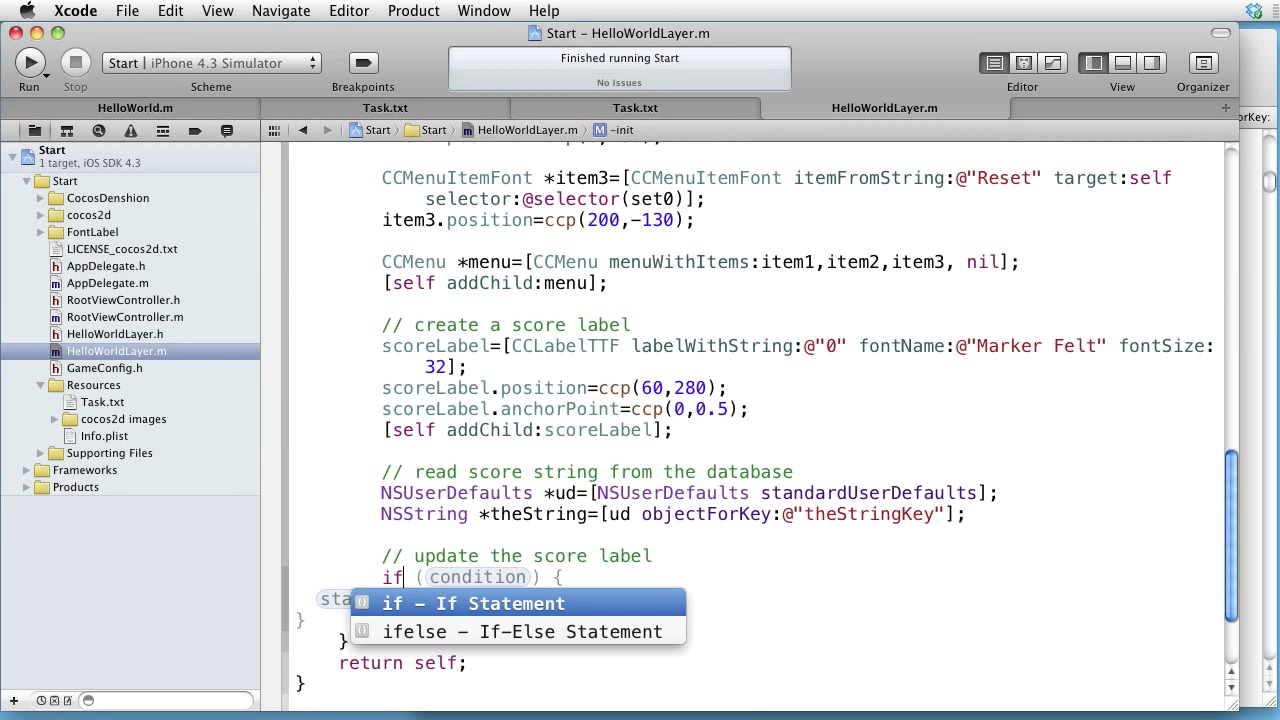 Xcode File Edit View Navigate Editor Product Window Help
Start – HelloWorldLayer.m
Finished running Start
No Issues
Start | iPhone 4.3 Simulator
Run Stop Scheme Breakpoints Editor View Organizer
HelloWorld.m Task.txt Task.txt HelloWorldLayer.m
orKey:
Start Start HelloWorldLayer.m -init
Start
1 target, iOS SDK 4.3
Start
CocosDenshion
cocos2d
FontLabel
LICENSE_cocos2d.txt
AppDelegate.h
AppDelegate.m
RootViewController.h
RootViewController.m
HelloWorldLayer.h
HelloWorldLayer.m
GameConfig.h
Resources
Task.txt
cocos2d images
Info.plist
Supporting Files
Frameworks
Products
CCMenuItemFont *item3=[CCMenuItemFont itemFromString:@"Reset" target:self
selector:@selector(set0)];
item3.position=ccp(200,-130);
CCMenu *menu=[CCMenu menuWithItems:item1,item2,item3, nil];
[self addChild:menu];
// create a score label
scoreLabel=[CCLabelTTF labelWithString:@"0" fontName:@"Marker Felt" fontSize:
32];
scoreLabel.position=ccp(60,280);
scoreLabel.anchorPoint=ccp(0,0.5);
[self addChild:scoreLabel];
// read score string from the database
NSUserDefaults *ud=[NSUserDefaults standardUserDefaults];
NSString *theString=[ud objectForKey:@"theStringKey"];
// update the score label
if (condition) {
sta
if – If Statement
}
ifelse – If-Else Statement
}
return self;
}